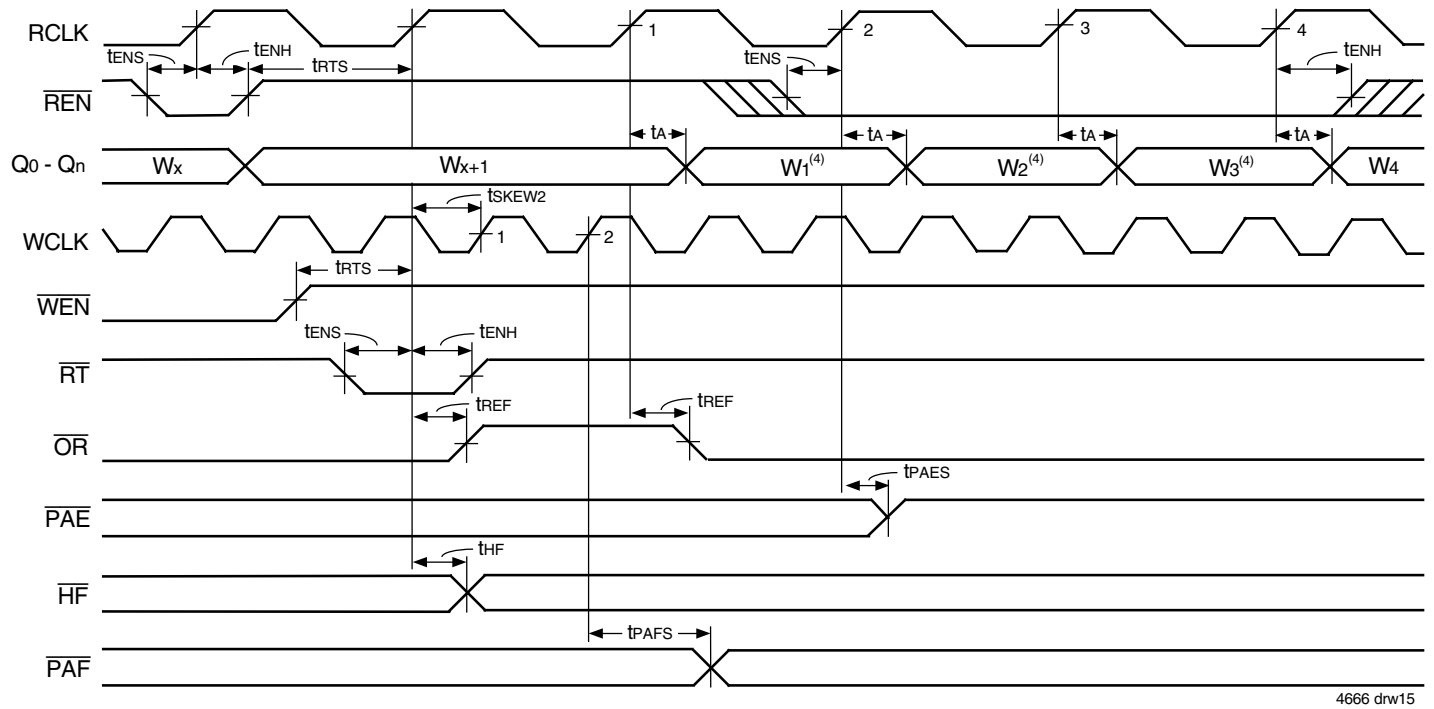 RCLK
1
2
3
4
tENS
tENH
tRTS
tENS
tENH
REN
tA
tA
tA
tA
Q0 - Qn
Wx
Wx+1
W1(4)
W2(4)
W3(4)
W4
tSKEW2
WCLK
1
2
tRTS
WEN
tENS
tENH
RT
tREF
tREF
OR
tPAES
PAE
tHF
HF
tPAFS
PAF
4666 drw15